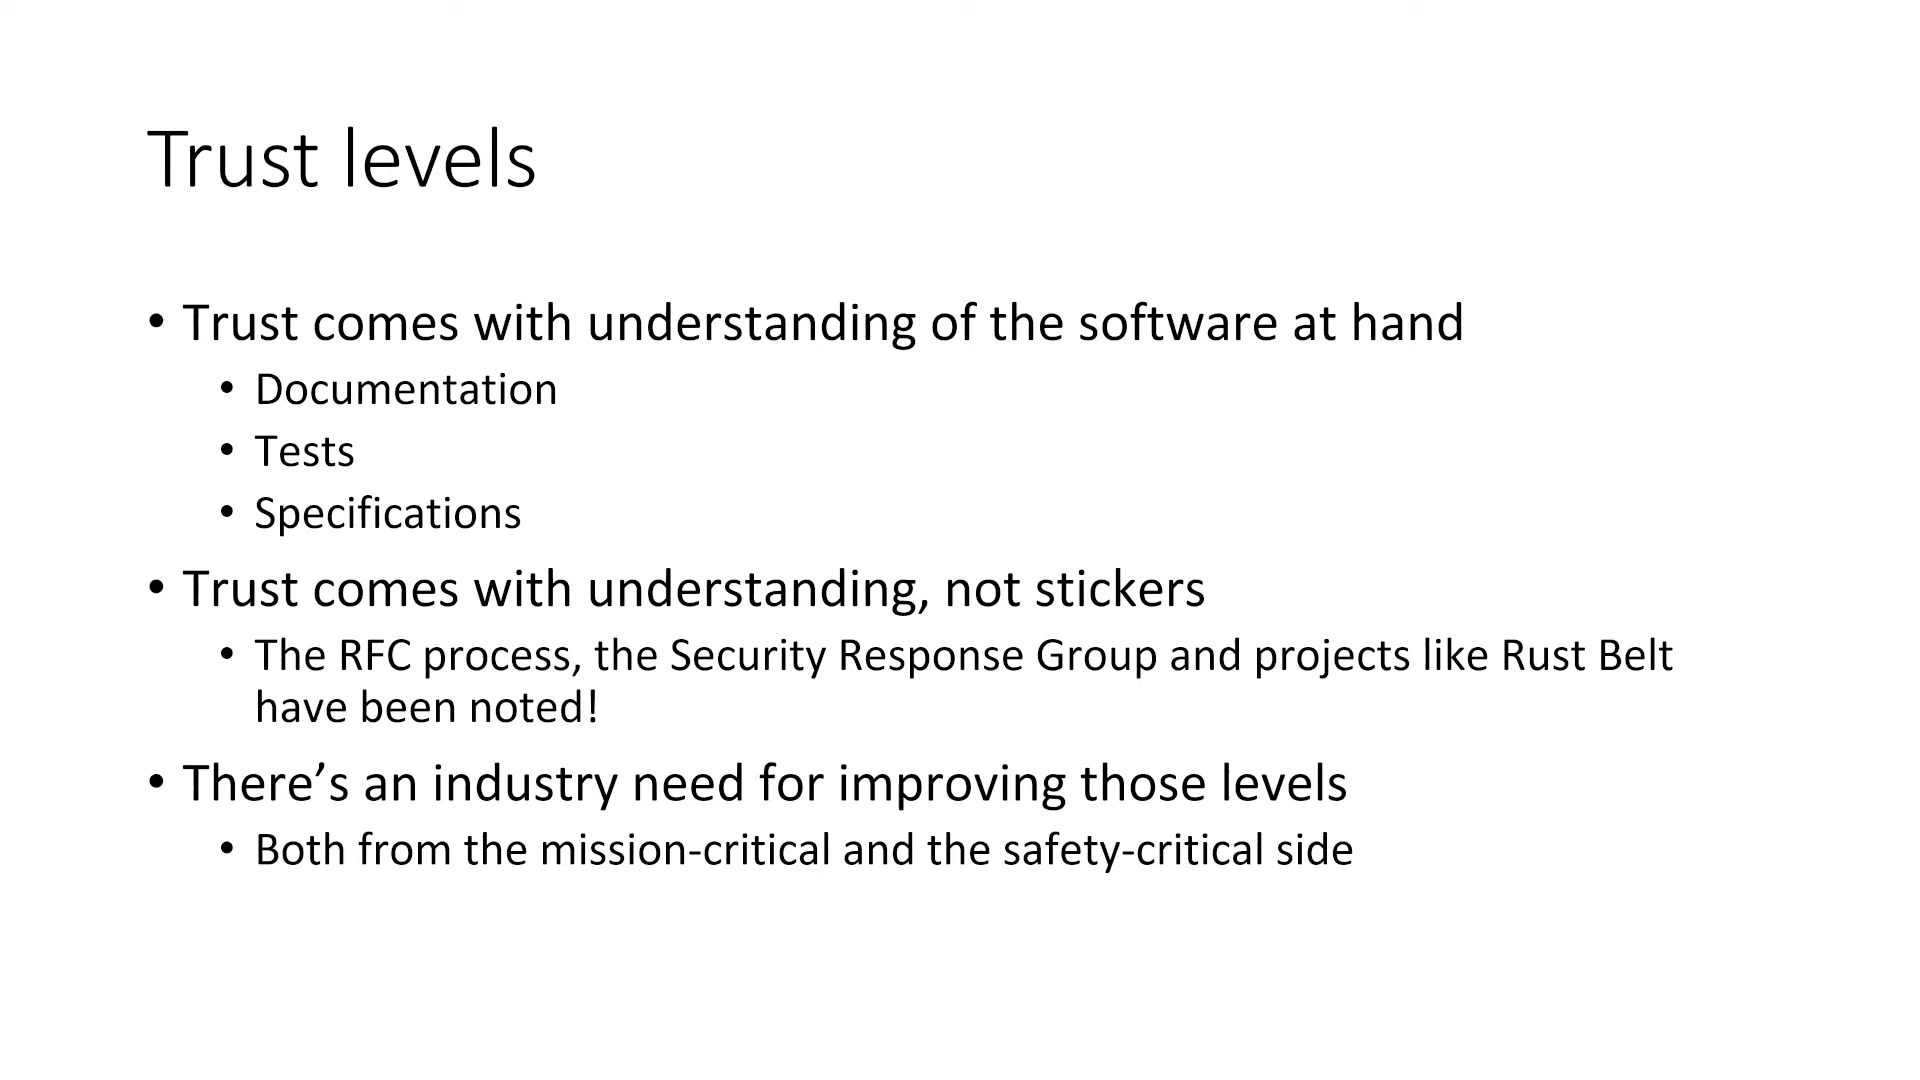 Trust levels
• Trust comes with understanding of the software at hand
• Documentation
• Tests
• Specifications
• Trust comes with understanding, not stickers
• The RFC process, the Security Response Group and projects like Rust Belt
have been noted!
• There’s an industry need for improving those levels
• Both from the mission-critical and the safety-critical side